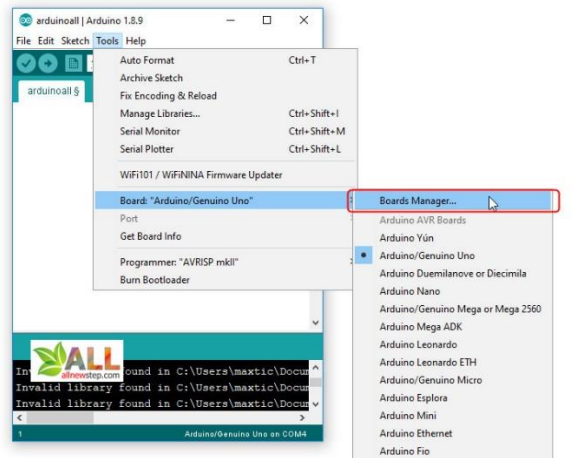 arduinoall | Arduino 1.8.9
File Edit Sketch Tools Help
arduinoall §
Auto Format Ctrl+T
Archive Sketch
Fix Encoding & Reload
Manage Libraries... Ctrl+Shift+I
Serial Monitor Ctrl+Shift+M
Serial Plotter Ctrl+Shift+L
WiFi101 / WiFiNINA Firmware Updater
Board: "Arduino/Genuino Uno"
Port
Get Board Info
Programmer: "AVRISP mkII"
Burn Bootloader
Boards Manager...
Arduino AVR Boards
Arduino Yún
Arduino/Genuino Uno
Arduino Duemilanove or Diecimila
Arduino Nano
Arduino/Genuino Mega or Mega 2560
Arduino Mega ADK
Arduino Leonardo
Arduino Leonardo ETH
Arduino/Genuino Micro
Arduino Esplora
Arduino Mini
Arduino Ethernet
Arduino Fio
ALL
allnewstep.com
In ound in C:\Users\maxtic\Docum
Invalid library found in C:\Users\maxtic\Docum
Invalid library found in C:\Users\maxtic\Docum
1 Arduino/Genuino Uno on COM4